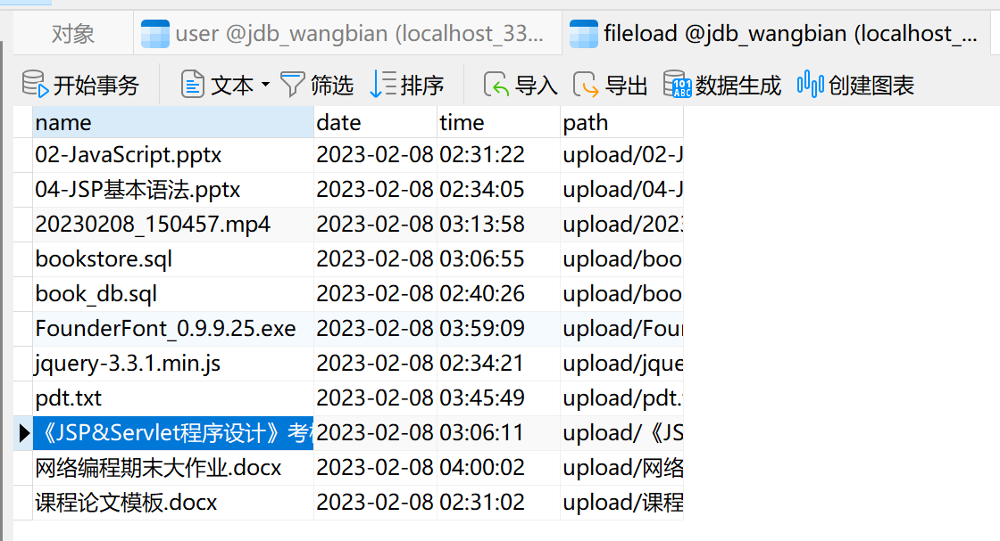 对象 user @jdb_wangbian (localhost_33... fileload @jdb_wangbian (localhost_...
开始事务 文本 筛选 排序 导入 导出 数据生成 创建图表
name date time path
02-JavaScript.pptx 2023-02-08 02:31:22 upload/02-J
04-JSP基本语法.pptx 2023-02-08 02:34:05 upload/04-J
20230208_150457.mp4 2023-02-08 03:13:58 upload/2023
bookstore.sql 2023-02-08 03:06:55 upload/boo
book_db.sql 2023-02-08 02:40:26 upload/boo
FounderFont_0.9.9.25.exe 2023-02-08 03:59:09 upload/Foun
jquery-3.3.1.min.js 2023-02-08 02:34:21 upload/jque
pdt.txt 2023-02-08 03:45:49 upload/pdt.
《JSP&Servlet程序设计》考 2023-02-08 03:06:11 upload/《JS
网络编程期末大作业.docx 2023-02-08 04:00:02 upload/网络
课程论文模板.docx 2023-02-08 02:31:02 upload/课程